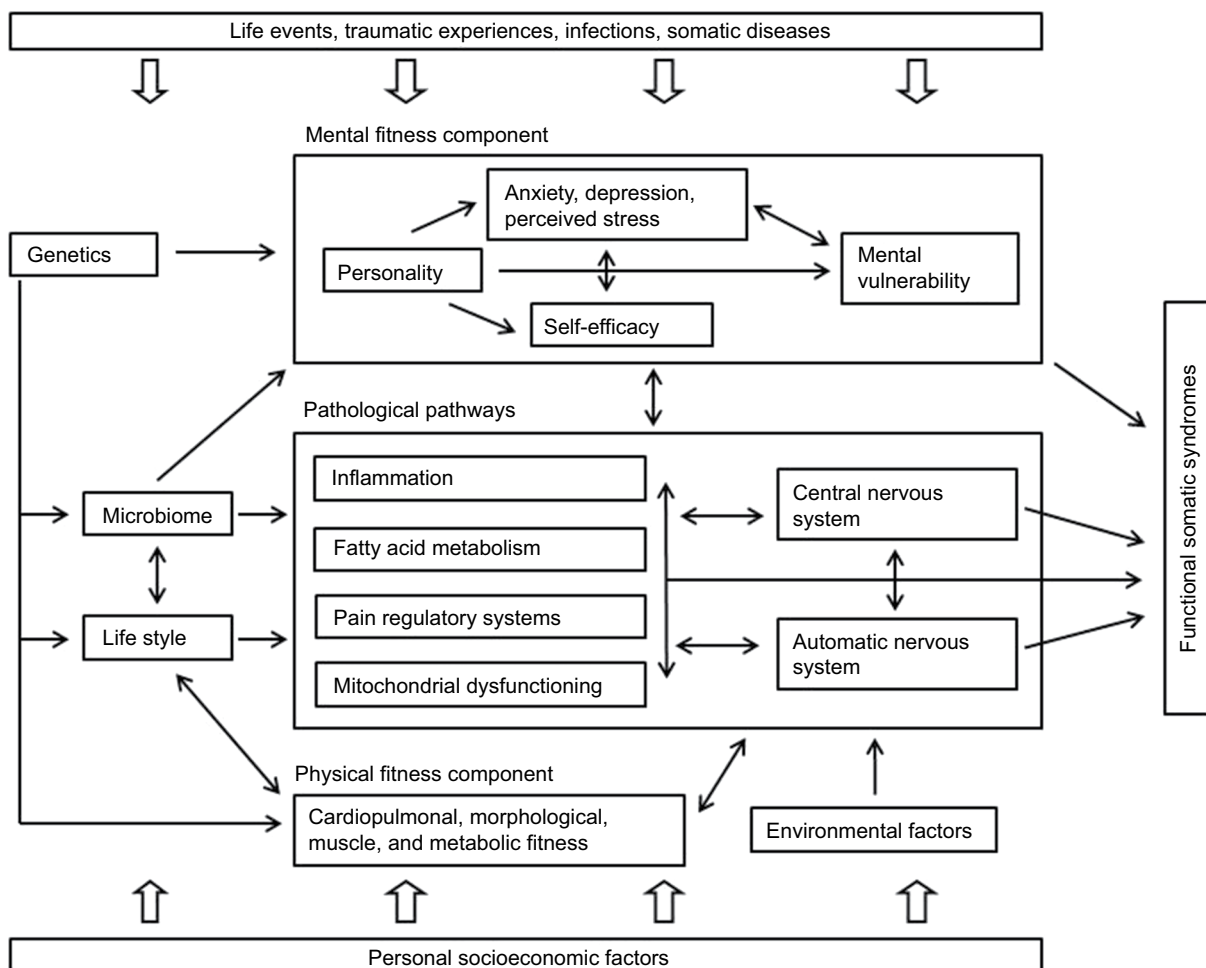 Life events, traumatic experiences, infections, somatic diseases
Mental fitness component
Anxiety, depression,
perceived stress
Genetics
Personality
Mental
vulnerability
Self-efficacy
Functional somatic syndromes
Pathological pathways
Inflammation
Central nervous
system
Microbiome
Fatty acid metabolism
Pain regulatory systems
Life style
Automatic nervous
system
Mitochondrial dysfunctioning
Physical fitness component
Cardiopulmonal, morphological,
muscle, and metabolic fitness
Environmental factors
Personal socioeconomic factors